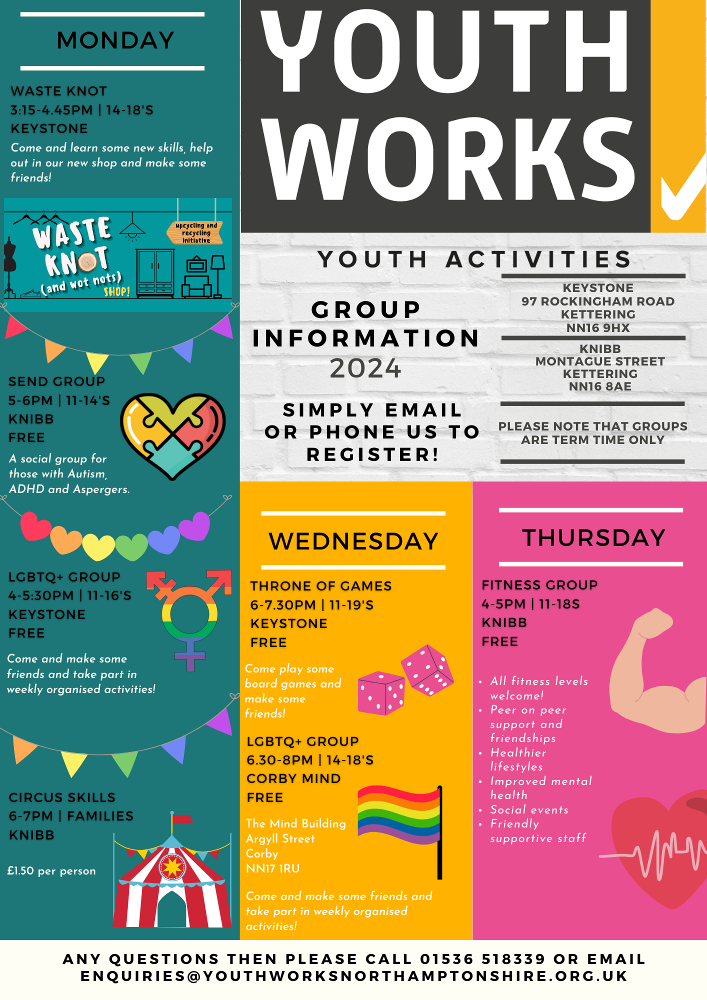 MONDAY
WASTE KNOT
3:15-4.45PM | 14-18'S
KEYSTONE
Come and learn some new skills, help
out in our new shop and make some
friends!
WASTE
KNOT
(and wot nots)
SHOP!
upcycling and
recycling
initiative
SEND GROUP
5-6PM | 11-14'S
KNIBB
FREE
A social group for
those with Autism,
ADHD and Aspergers.
LGBTQ+ GROUP
4-5:30PM | 11-16'S
KEYSTONE
FREE
Come and make some
friends and take part in
weekly organised activities!
CIRCUS SKILLS
6-7PM | FAMILIES
KNIBB
£1.50 per person
YOUTH
WORKS
YOUTH ACTIVITIES
GROUP
INFORMATION
2024
SIMPLY EMAIL
OR PHONE US TO
REGISTER!
KEYSTONE
97 ROCKINGHAM ROAD
KETTERING
NN16 9HX
KNIBB
MONTAGUE STREET
KETTERING
NN16 8AE
PLEASE NOTE THAT GROUPS
ARE TERM TIME ONLY
WEDNESDAY
THRONE OF GAMES
6-7.30PM | 11-19'S
KEYSTONE
FREE
Come play some
board games and
make some
friends!
LGBTQ+ GROUP
6.30-8PM | 14-18'S
CORBY MIND
FREE
The Mind Building
Argyll Street
Corby
NN17 1RU
Come and make some friends and
take part in weekly organised
activities!
THURSDAY
FITNESS GROUP
4-5PM | 11-18S
KNIBB
FREE
• All fitness levels
welcome!
• Peer on peer
support and
friendships
• Healthier
lifestyles
• Improved mental
health
• Social events
• Friendly
supportive staff
ANY QUESTIONS THEN PLEASE CALL 01536 518339 OR EMAIL
ENQUIRIES@YOUTHWORKSNORTHAMPTONSHIRE.ORG.UK